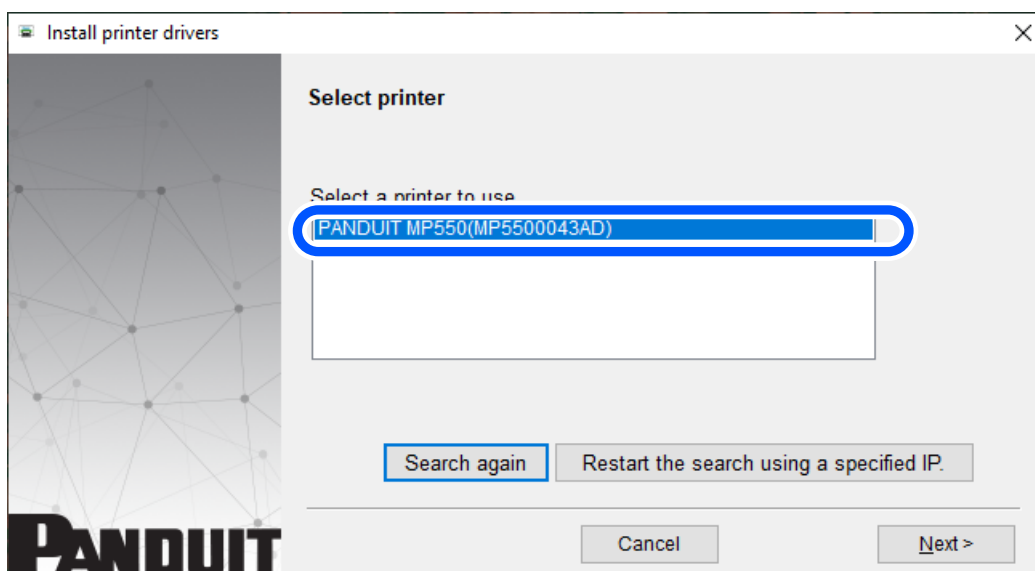 Install printer drivers
Select printer
Select a printer to use
PANDUIT MP550(MP5500043AD)
Search again
Restart the search using a specified IP.
Cancel
Next >
PANDUIT